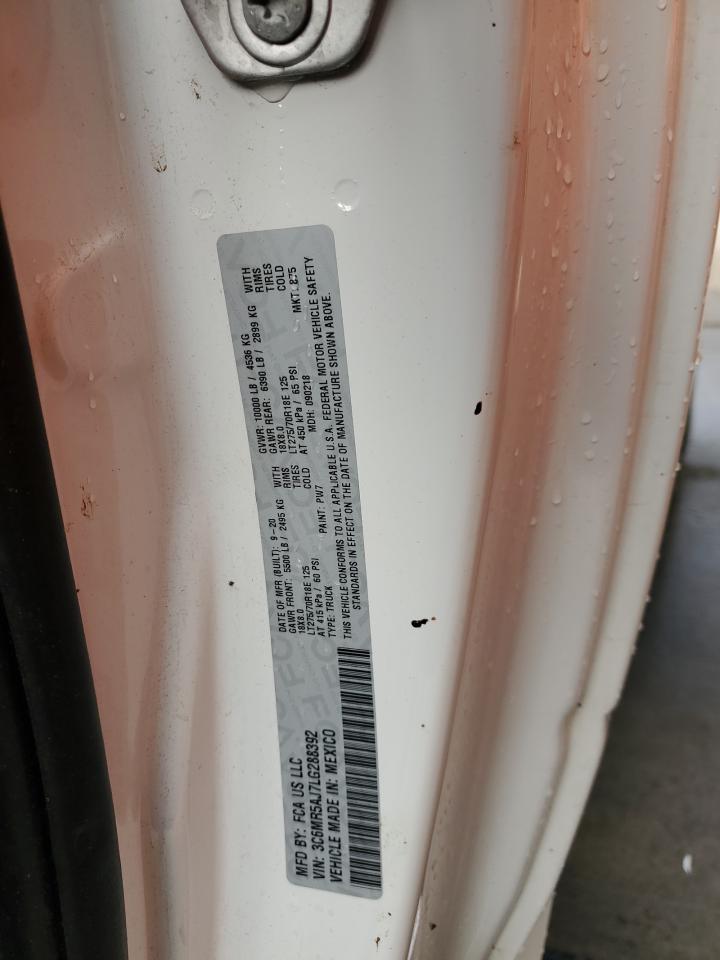 MFD BY: FCA US LLC
VIN: 3C6MR5AJ7LG288392
VEHICLE MADE IN: MEXICO
DATE OF MFR (BUILT): 9-20 GVWR: 10000 LB / 4536 KG
GAWR FRONT: 5500 LB / 2495 KG WITH GAWR REAR: 6390 LB / 2899 KG WITH
18X8.0 RIMS 18X8.0 RIMS
LT275/70R18E 125 TIRES LT275/70R18E 125 TIRES
AT 415 kPa / 60 PSI COLD AT 450 kPa / 65 PSI COLD
TYPE: TRUCK PAINT: PW7 MDH: 090218 MKT:
THIS VEHICLE CONFORMS TO ALL APPLICABLE U.S.A. FEDERAL MOTOR VEHICLE SAFETY
STANDARDS IN EFFECT ON THE DATE OF MANUFACTURE SHOWN ABOVE.